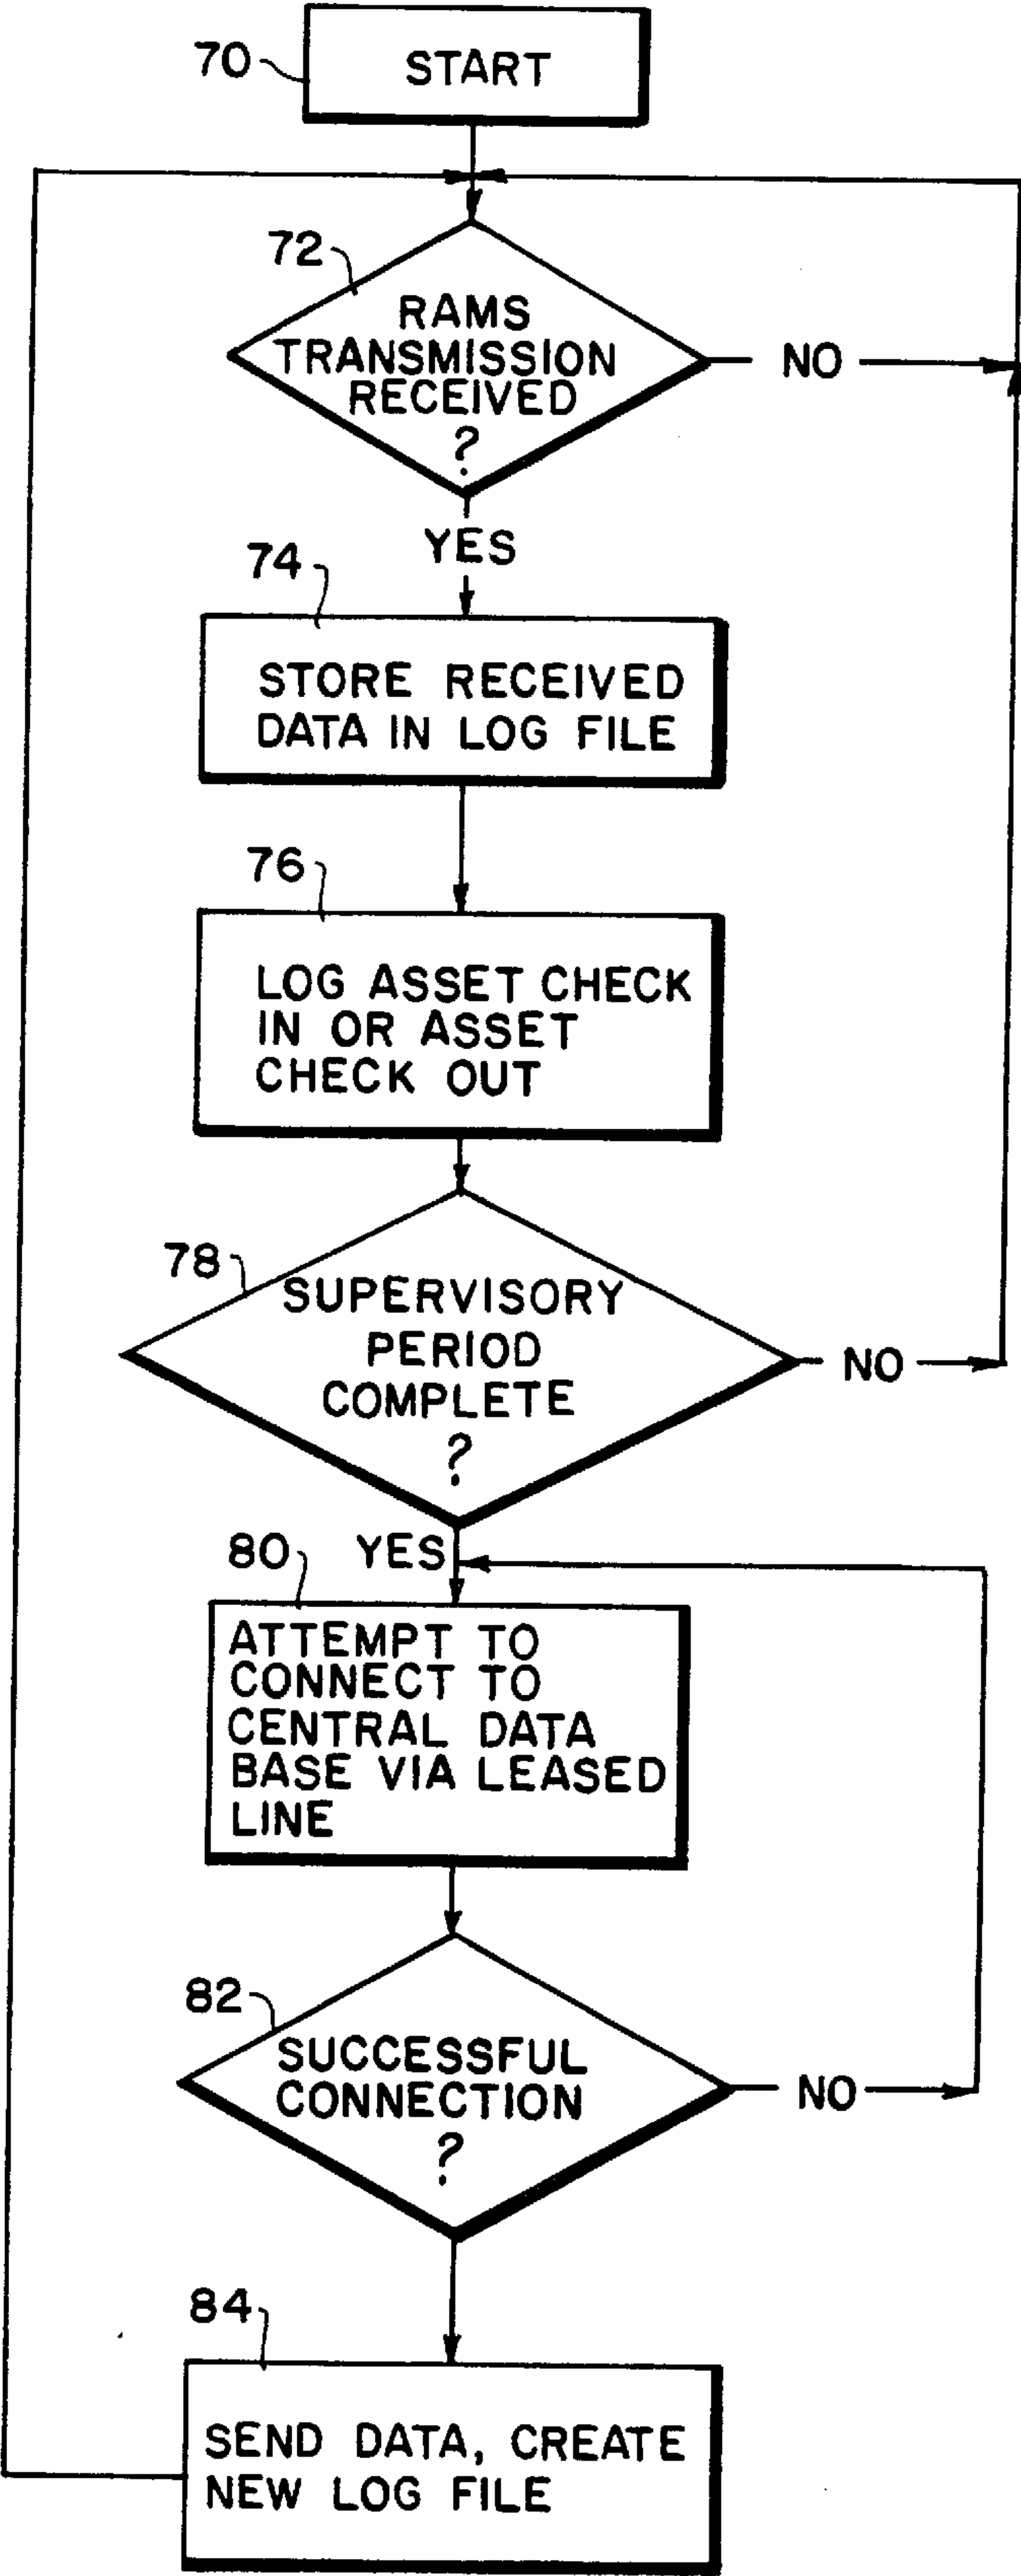 70
START
72
RAMS
TRANSMISSION
RECEIVED
?
NO
YES
74
STORE RECEIVED
DATA IN LOG FILE
76
LOG ASSET CHECK
IN OR ASSET
CHECK OUT
78
SUPERVISORY
PERIOD
COMPLETE
?
NO
80
YES
ATTEMPT TO
CONNECT TO
CENTRAL DATA
BASE VIA LEASED
LINE
82
SUCCESSFUL
CONNECTION
?
NO
84
SEND DATA, CREATE
NEW LOG FILE